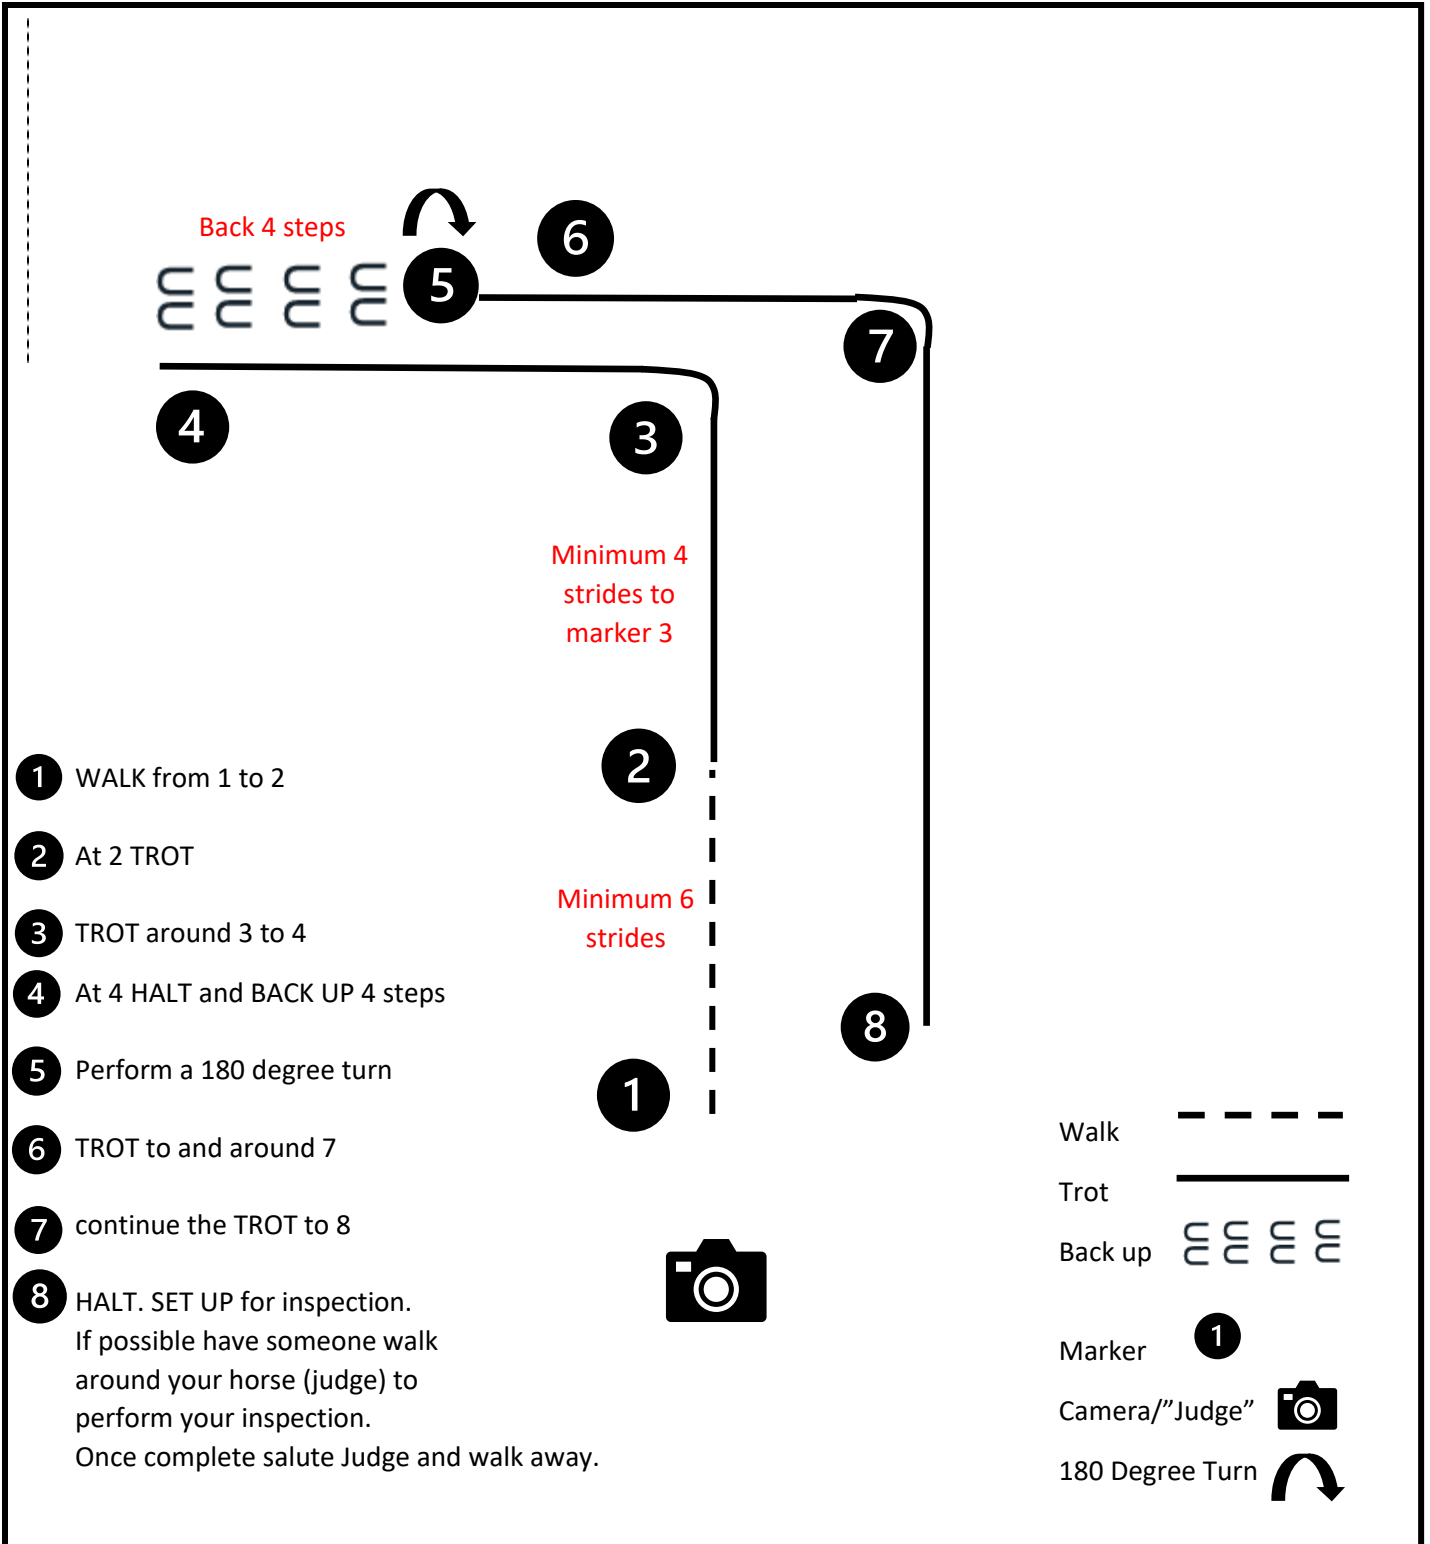 Back 4 steps
6
5
7
4
3
Minimum 4
strides to
marker 3
2
Minimum 6
strides
8
1
1 WALK from 1 to 2
2 At 2 TROT
3 TROT around 3 to 4
4 At 4 HALT and BACK UP 4 steps
5 Perform a 180 degree turn
6 TROT to and around 7
7 continue the TROT to 8
8 HALT. SET UP for inspection.
If possible have someone walk
around your horse (judge) to
perform your inspection.
Once complete salute Judge and walk away.
Walk
Trot
Back up
Marker 1
Camera/”Judge”
180 Degree Turn